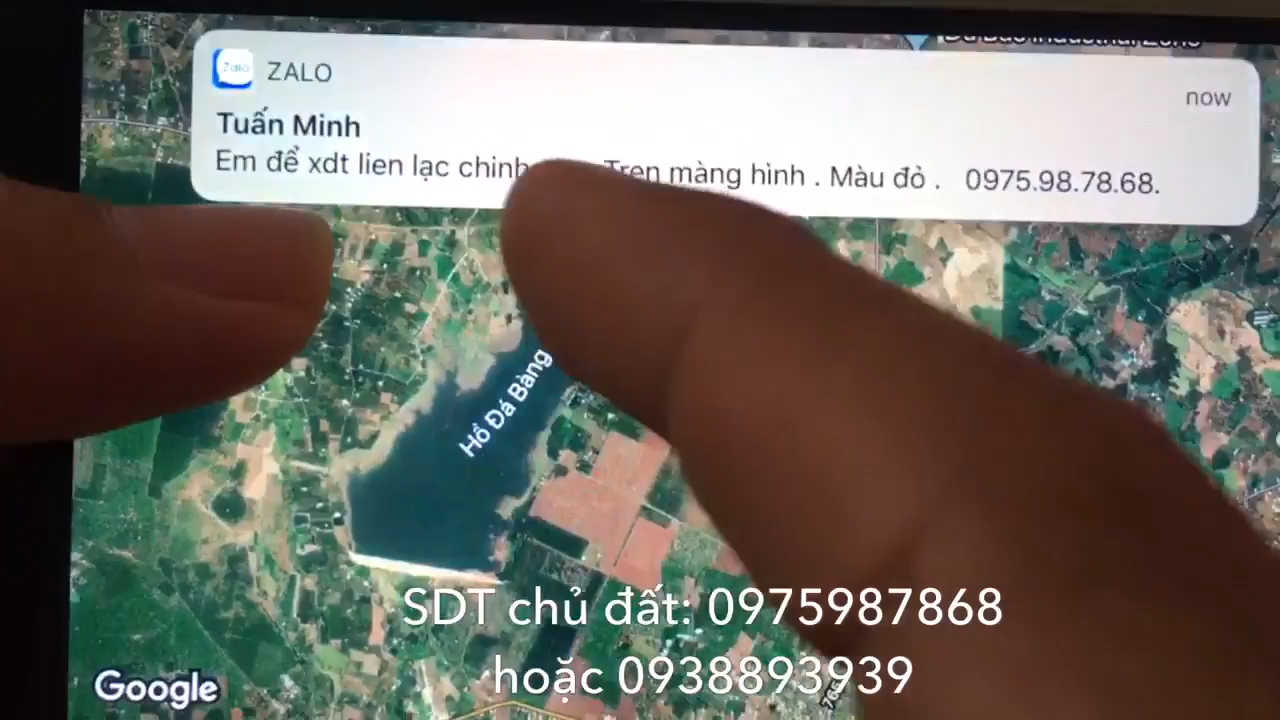 ZALO
now
Tuấn Minh
Em để xdt lien lạc chinh Tren màng hình . Màu đỏ . 0975.98.78.68.
Hồ Đá Bàng
SDT chủ đất: 0975987868
hoặc 0938893939
Google